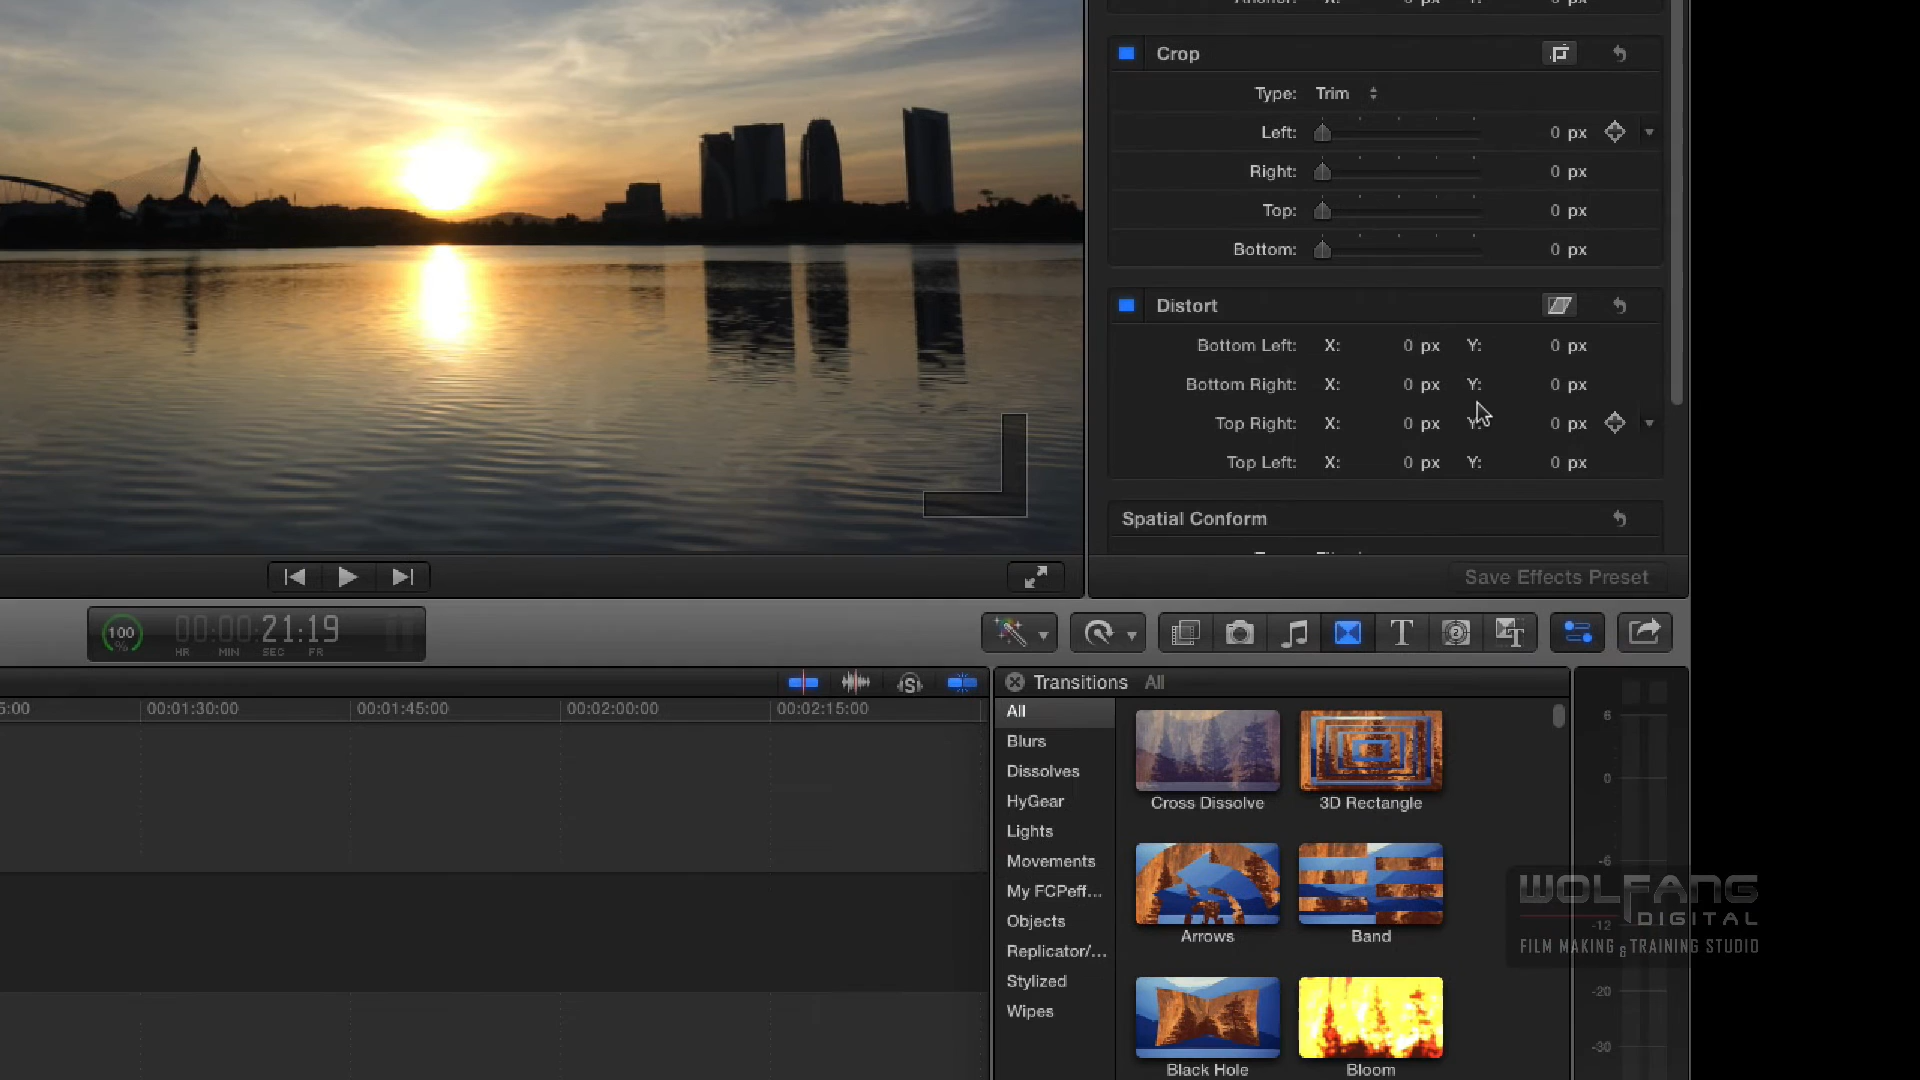 Anchor X: 0 px Y: 0 px
Crop
Type: Trim
Left: 0 px
Right: 0 px
Top: 0 px
Bottom: 0 px
Distort
Bottom Left: X: 0 px Y: 0 px
Bottom Right: X: 0 px Y: 0 px
Top Right: X: 0 px Y: 0 px
Top Left: X: 0 px Y: 0 px
Spatial Conform
Save Effects Preset
100 % 00:00:21:19
HR MIN SEC FR
5:00 00:01:30:00 00:01:45:00 00:02:00:00 00:02:15:00
Transitions All
All
Blurs
Dissolves
HyGear
Lights
Movements
My FCPeff...
Objects
Replicator/...
Stylized
Wipes
Cross Dissolve
3D Rectangle
Arrows
Band
Black Hole
Bloom
6
0
-6
-12
-20
-30
WOLFANG
DIGITAL
FILM MAKING & TRAINING STUDIO